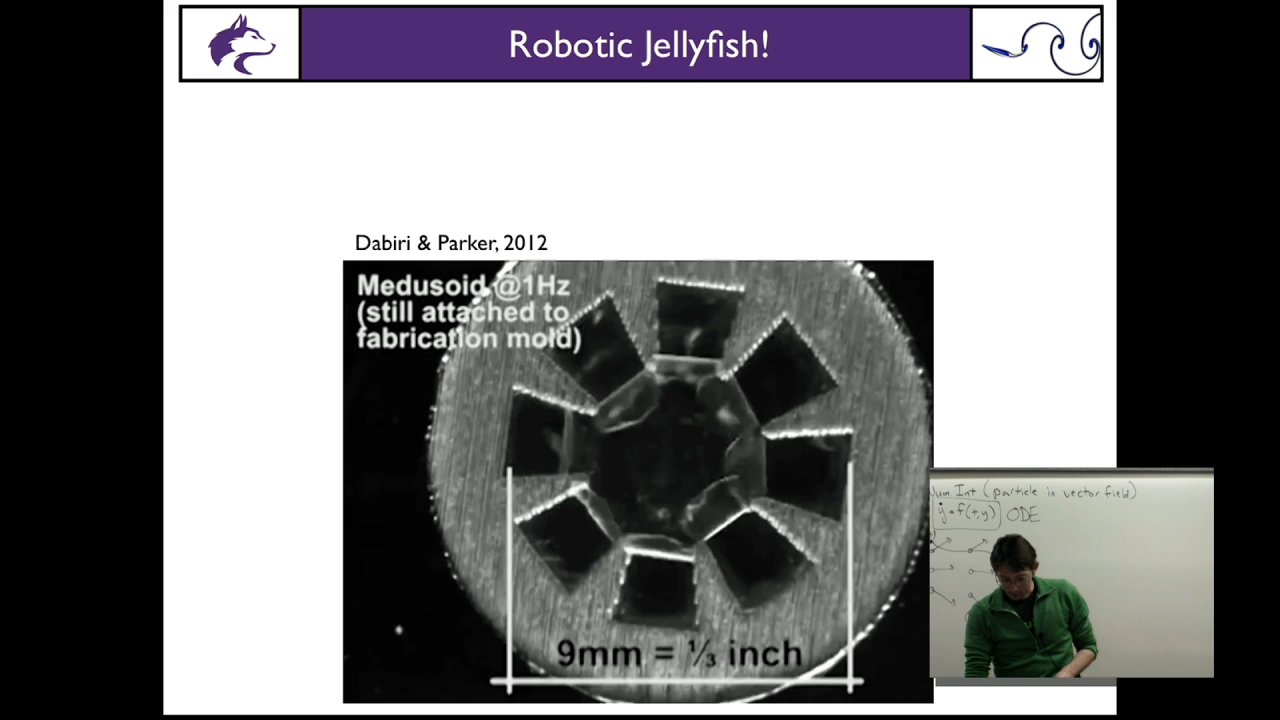 Robotic Jellyfish!
Dabiri & Parker, 2012
Medusoid @1Hz
(still attached to
fabrication mold)
9mm = ⅓ inch
Num Int (particle in vector field)
ẏ = f(t,y) ODE